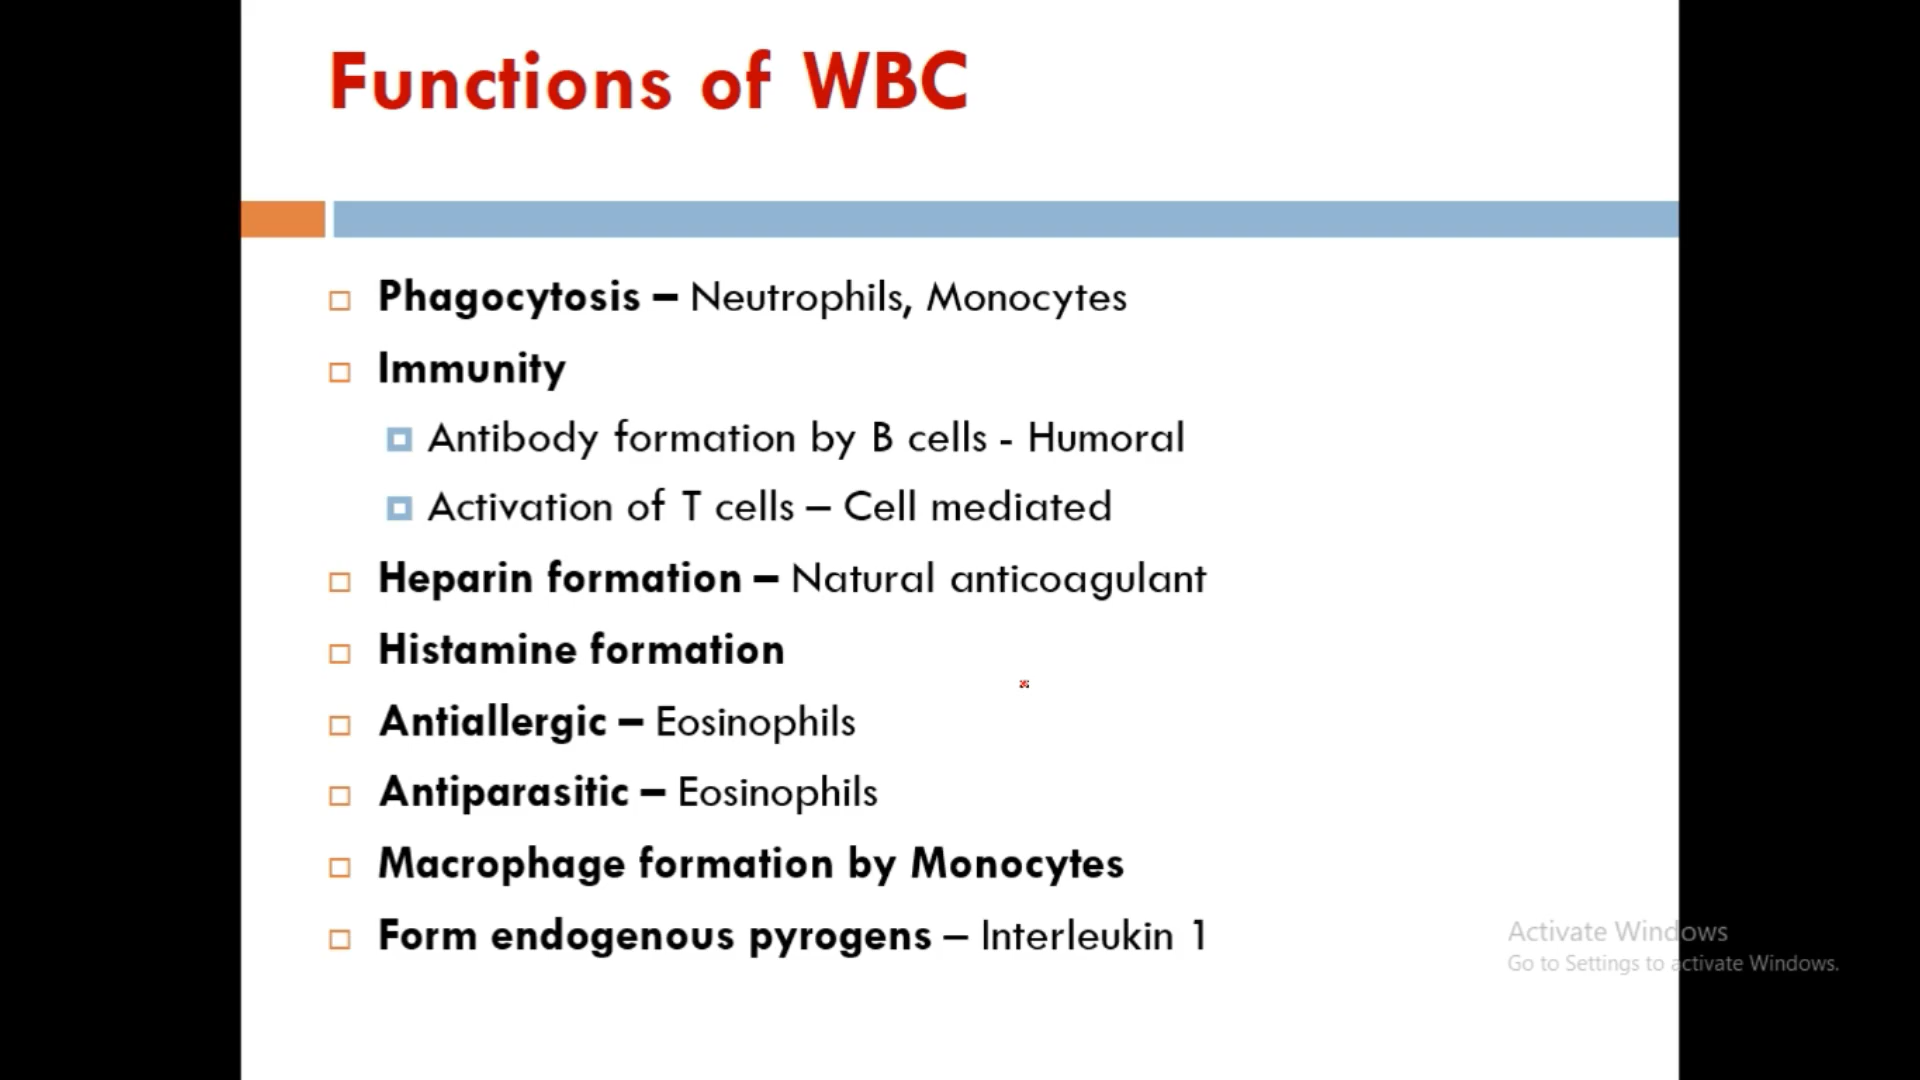 Functions of WBC
Phagocytosis – Neutrophils, Monocytes
Immunity
Antibody formation by B cells - Humoral
Activation of T cells – Cell mediated
Heparin formation – Natural anticoagulant
Histamine formation
Antiallergic – Eosinophils
Antiparasitic – Eosinophils
Macrophage formation by Monocytes
Form endogenous pyrogens – Interleukin 1
Activate Windows
Go to Settings to activate Windows.